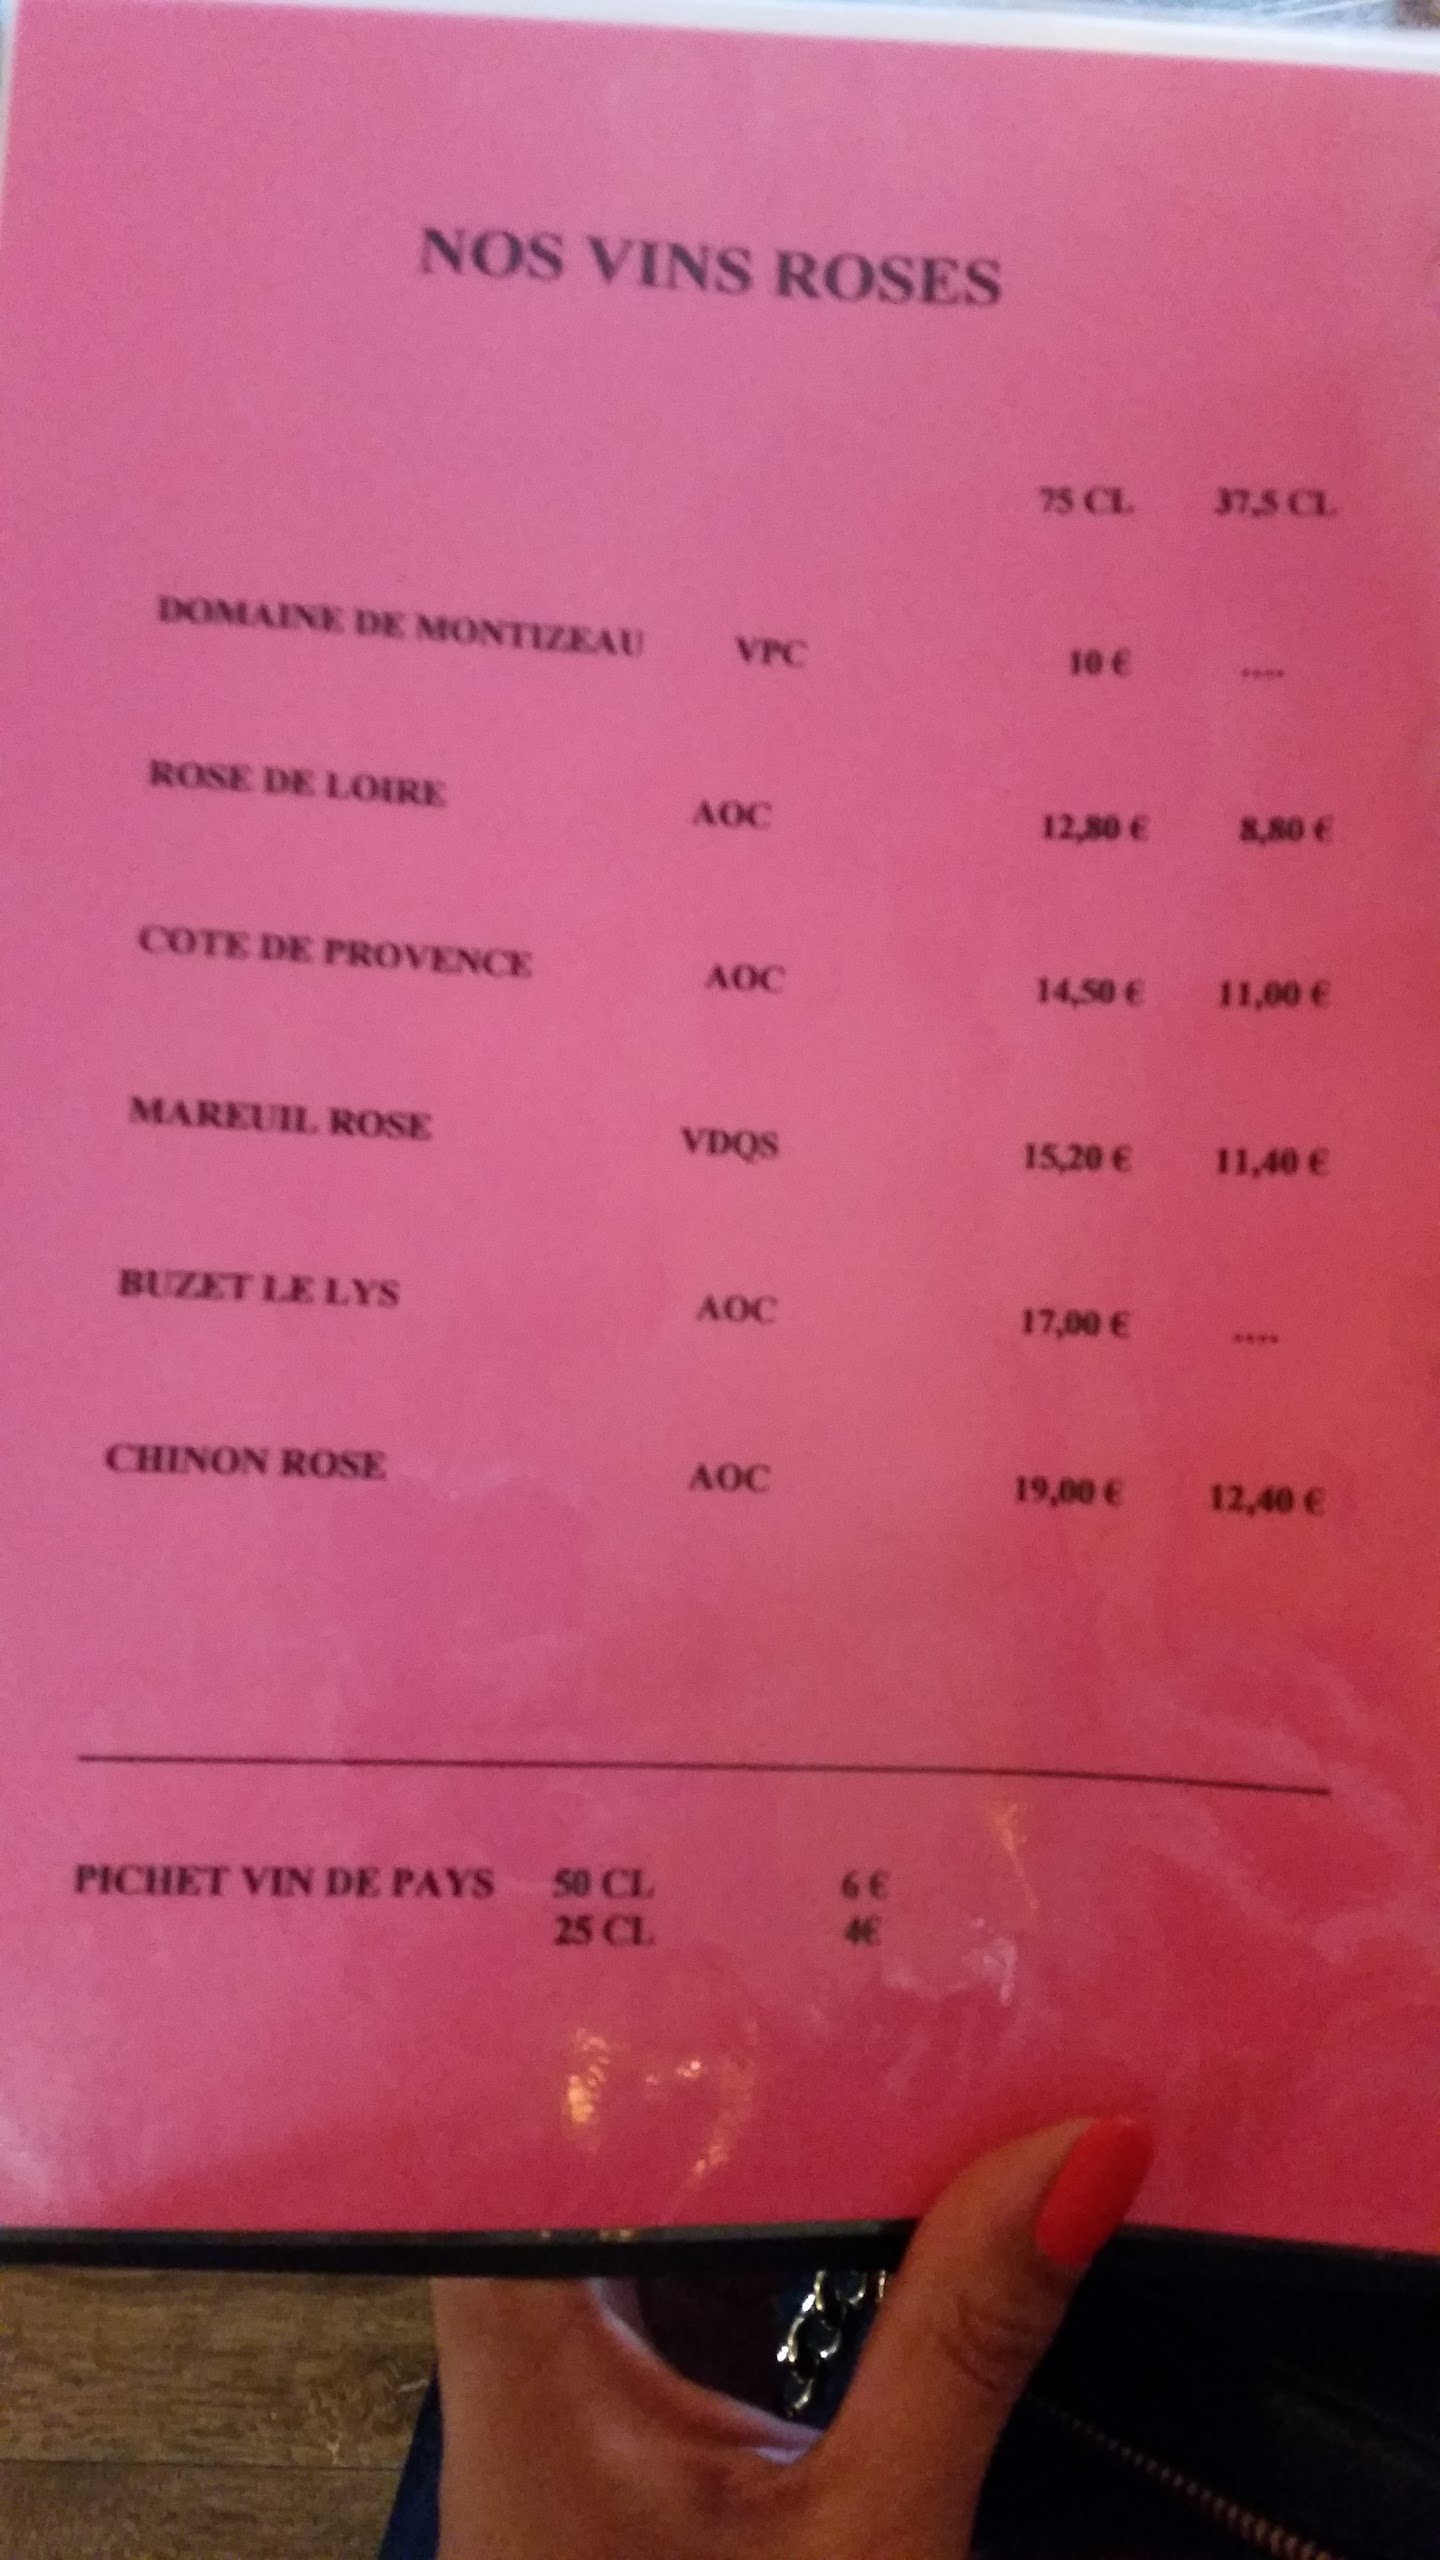 NOS VINS ROSES
75 CL 37,5 CL
DOMAINE DE MONTIZEAU VPC 10 € ....
ROSE DE LOIRE AOC 12,80 € 8,80 €
COTE DE PROVENCE AOC 14,50 € 11,00 €
MAREUIL ROSE VDQS 15,20 € 11,40 €
BUZET LE LYS AOC 17,00 € ....
CHINON ROSE AOC 19,00 € 12,40 €
PICHET VIN DE PAYS 50 CL 6 €
25 CL 4€